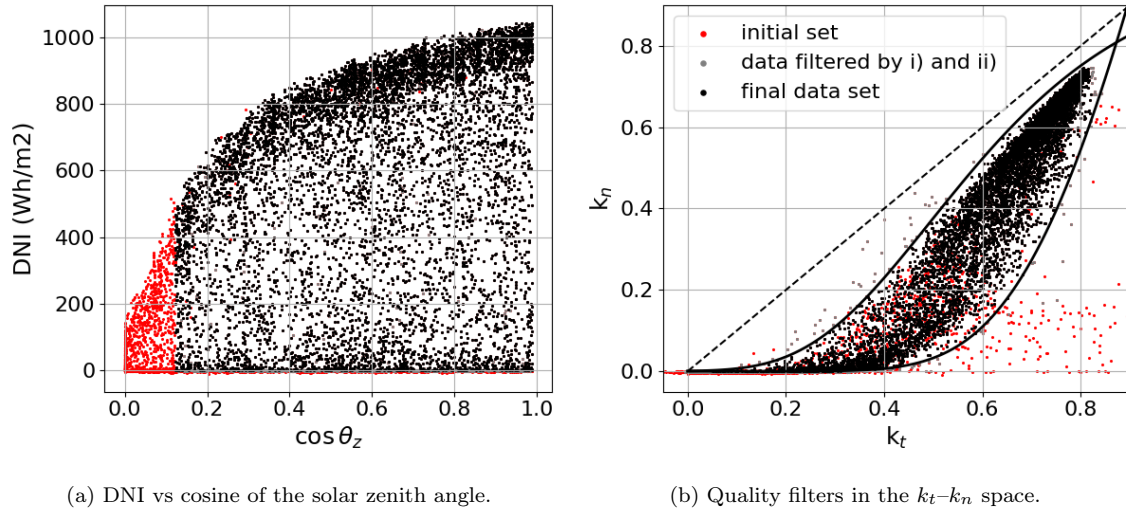 DNI (Wh/m2)
1000
800
600
400
200
0
0.0 0.2 0.4 0.6 0.8 1.0
cos θz
(a) DNI vs cosine of the solar zenith angle.
initial set
data filtered by i) and ii)
final data set
kn
0.8
0.6
0.4
0.2
0.0
0.0 0.2 0.4 0.6 0.8
kt
(b) Quality filters in the kt–kn space.